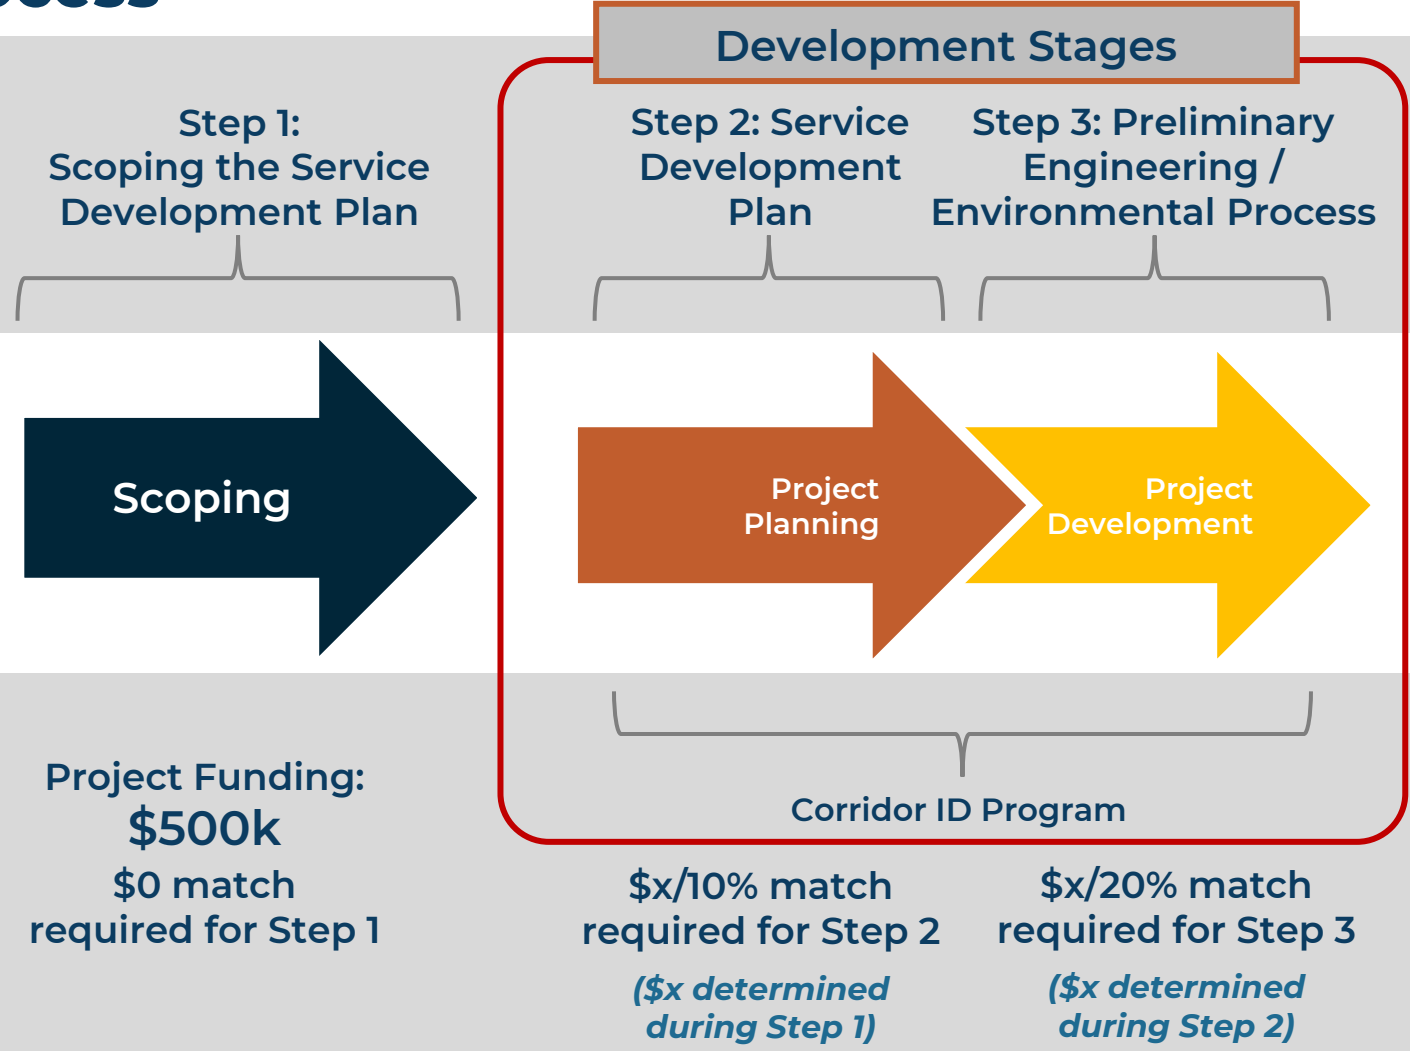 Development Stages
Step 1:
Scoping the Service
Development Plan
Step 2: Service
Development
Plan
Step 3: Preliminary
Engineering /
Environmental Process
Scoping
Project
Planning
Project
Development
Corridor ID Program
Project Funding:
$500k
$0 match
required for Step 1
$x/10% match
required for Step 2
($x determined
during Step 1)
$x/20% match
required for Step 3
($x determined
during Step 2)